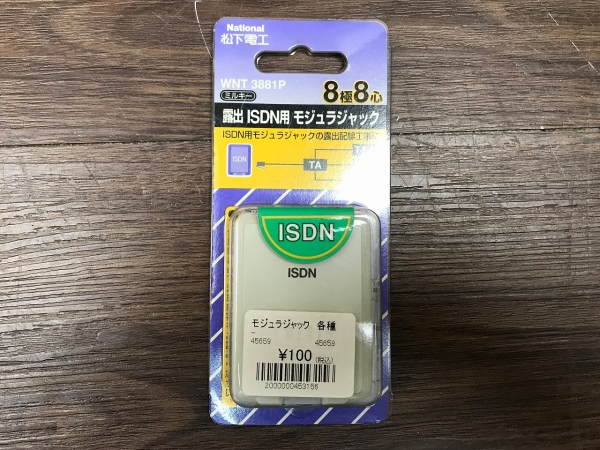 National
松下電工
WNT 3881P
ミルキー
8極8心
露出 ISDN用 モジュラジャック
ISDN用モジュラジャックの露出配線工事に
ISDN
TA
ISDN
ISDN
モジュラジャック 各種
-
45659 45659
¥100 (税込)
2000000453156